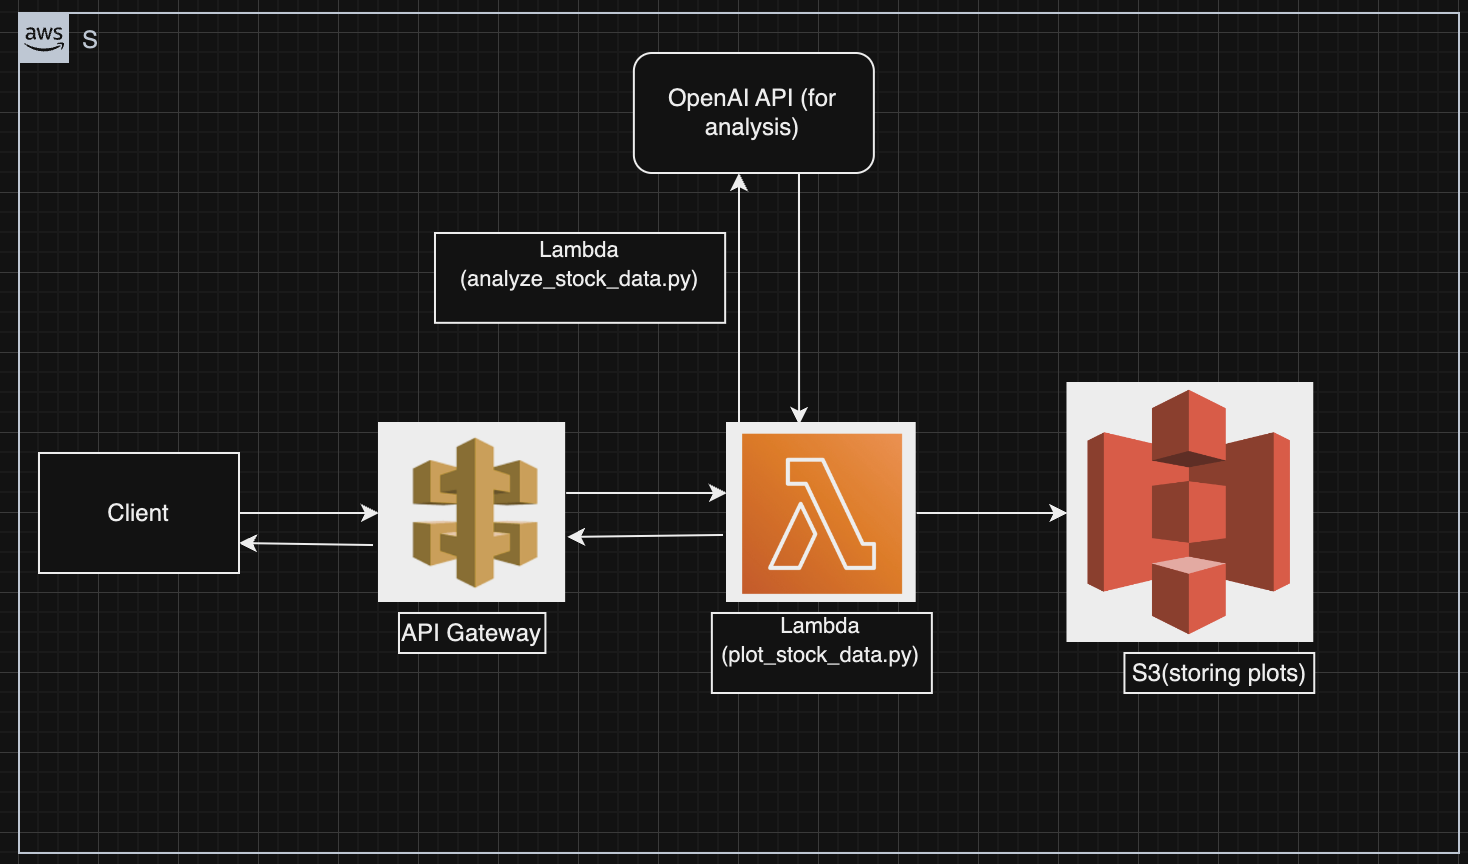 aws
S
OpenAI API (for
analysis)
Lambda
(analyze_stock_data.py)
Client
API Gateway
Lambda
(plot_stock_data.py)
S3(storing plots)